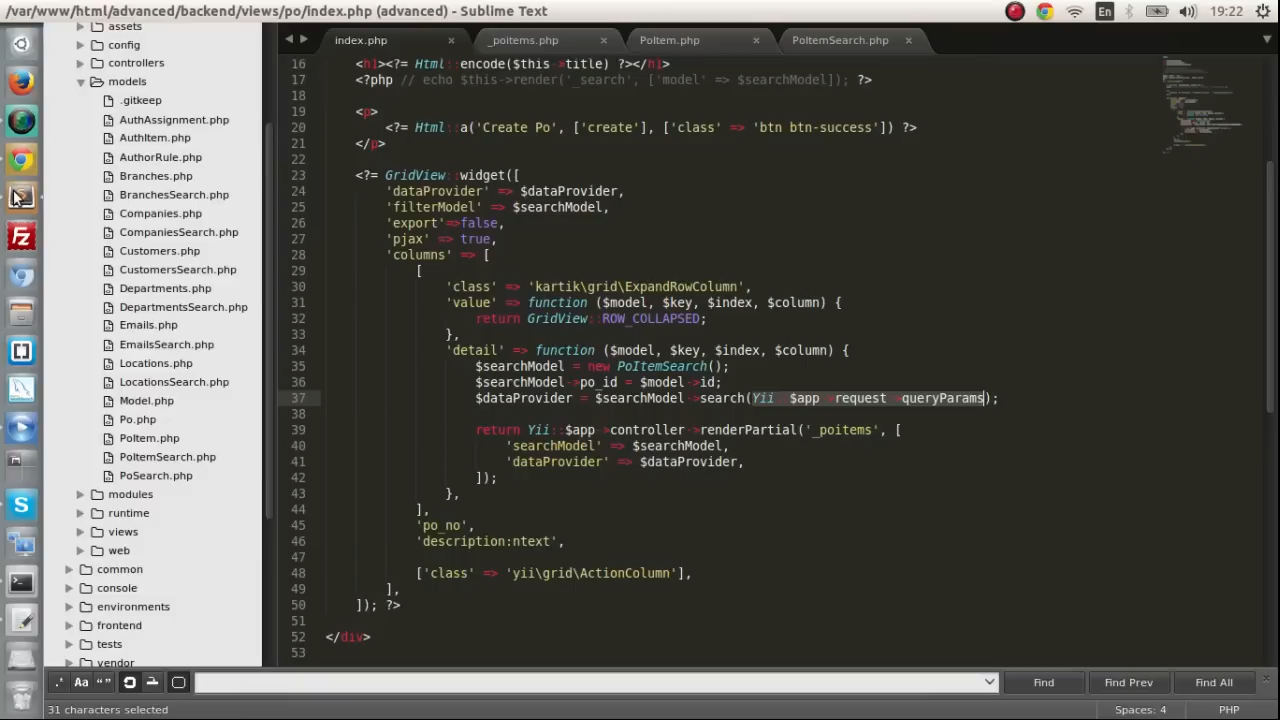 /var/www/html/advanced/backend/views/po/index.php (advanced) - Sublime Text
En
19:22
assets
config
controllers
models
.gitkeep
AuthAssignment.php
AuthItem.php
AuthorRule.php
Branches.php
BranchesSearch.php
Companies.php
CompaniesSearch.php
Customers.php
CustomersSearch.php
Departments.php
DepartmentsSearch.php
Emails.php
EmailsSearch.php
Locations.php
LocationsSearch.php
Model.php
Po.php
PoItem.php
PoItemSearch.php
PoSearch.php
modules
runtime
views
web
common
console
environments
frontend
tests
vendor
index.php
_poitems.php
PoItem.php
PoItemSearch.php
16 <h1><?= Html::encode($this->title) ?></h1>
17 <?php // echo $this->render('_search', ['model' => $searchModel]); ?>
18
19 <p>
20 <?= Html::a('Create Po', ['create'], ['class' => 'btn btn-success']) ?>
21 </p>
22
23 <?= GridView::widget([
24 'dataProvider' => $dataProvider,
25 'filterModel' => $searchModel,
26 'export'=>false,
27 'pjax' => true,
28 'columns' => [
29 [
30 'class' => 'kartik\grid\ExpandRowColumn',
31 'value' => function ($model, $key, $index, $column) {
32 return GridView::ROW_COLLAPSED;
33 },
34 'detail' => function ($model, $key, $index, $column) {
35 $searchModel = new PoItemSearch();
36 $searchModel->po_id = $model->id;
37 $dataProvider = $searchModel->search(Yii::$app->request->queryParams);
38
39 return Yii::$app->controller->renderPartial('_poitems', [
40 'searchModel' => $searchModel,
41 'dataProvider' => $dataProvider,
42 ]);
43 },
44 ],
45 'po_no',
46 'description:ntext',
47
48 ['class' => 'yii\grid\ActionColumn'],
49 ],
50 ]); ?>
51
52 </div>
53
.* Aa “ ”
Find
Find Prev
Find All
31 characters selected
Spaces: 4
PHP